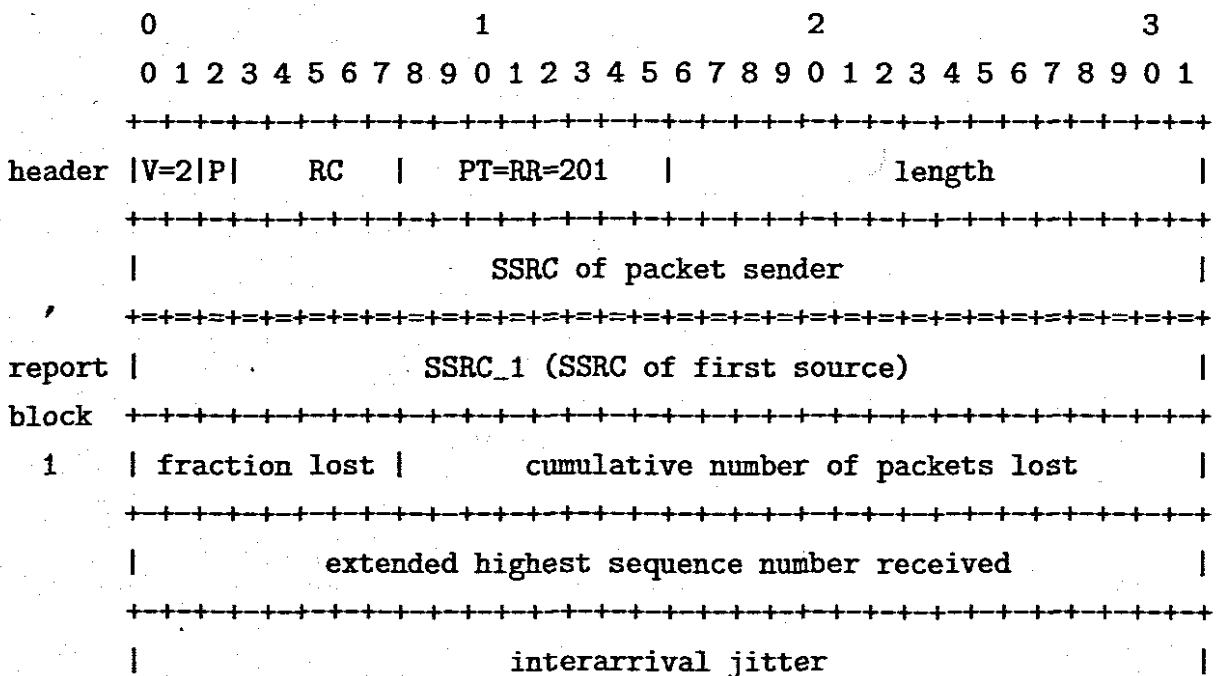 0 1 2 3
0 1 2 3 4 5 6 7 8 9 0 1 2 3 4 5 6 7 8 9 0 1 2 3 4 5 6 7 8 9 0 1
+-+-+-+-+-+-+-+-+-+-+-+-+-+-+-+-+-+-+-+-+-+-+-+-+-+-+-+-+-+-+-+-+
header |V=2|P| RC | PT=RR=201 | length |
+-+-+-+-+-+-+-+-+-+-+-+-+-+-+-+-+-+-+-+-+-+-+-+-+-+-+-+-+-+-+-+-+
| SSRC of packet sender |
+=+=+=+=+=+=+=+=+=+=+=+=+=+=+=+=+=+=+=+=+=+=+=+=+=+=+=+=+=+=+=+=+
report | SSRC_1 (SSRC of first source) |
block +-+-+-+-+-+-+-+-+-+-+-+-+-+-+-+-+-+-+-+-+-+-+-+-+-+-+-+-+-+-+-+-+
1 | fraction lost | cumulative number of packets lost |
+-+-+-+-+-+-+-+-+-+-+-+-+-+-+-+-+-+-+-+-+-+-+-+-+-+-+-+-+-+-+-+-+
| extended highest sequence number received |
+-+-+-+-+-+-+-+-+-+-+-+-+-+-+-+-+-+-+-+-+-+-+-+-+-+-+-+-+-+-+-+-+
| interarrival jitter |